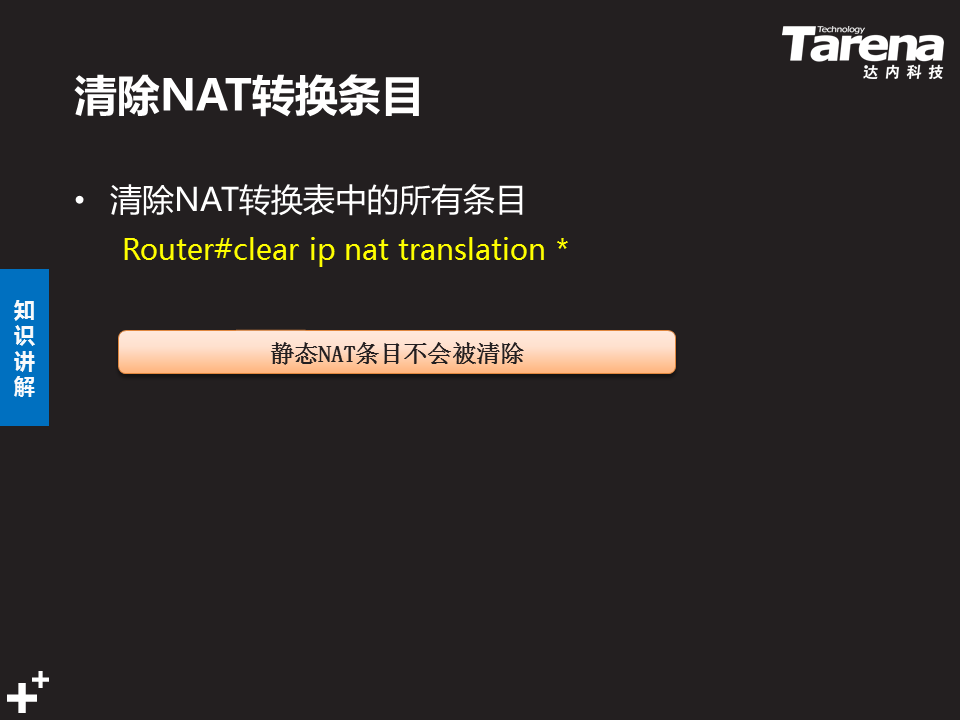 Technology
Tarena
达内科技
清除NAT转换条目
• 清除NAT转换表中的所有条目
Router#clear ip nat translation *
知识讲解
静态NAT条目不会被清除